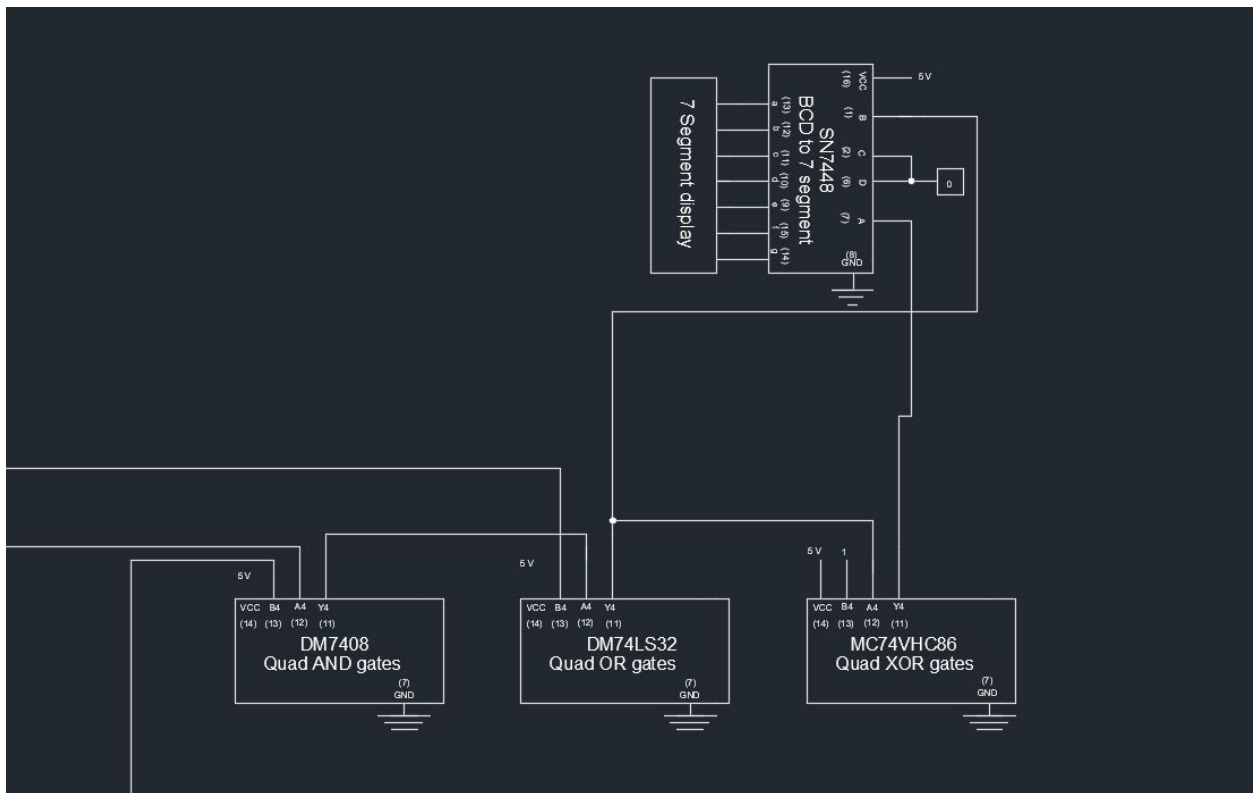 VCC
(16)
5 V
B
(1)
C
(2)
D
(6)
0
A
(7)
(8)
GND
SN7448
BCD to 7 segment
a
(13)
b
(12)
c
(11)
d
(10)
e
(9)
f
(15)
g
(14)
7 Segment display
5 V
VCC B4 A4 Y4
(14) (13) (12) (11)
DM7408
Quad AND gates
(7)
GND
5 V
VCC B4 A4 Y4
(14) (13) (12) (11)
DM74LS32
Quad OR gates
(7)
GND
5 V 1
VCC B4 A4 Y4
(14) (13) (12) (11)
MC74VHC86
Quad XOR gates
(7)
GND